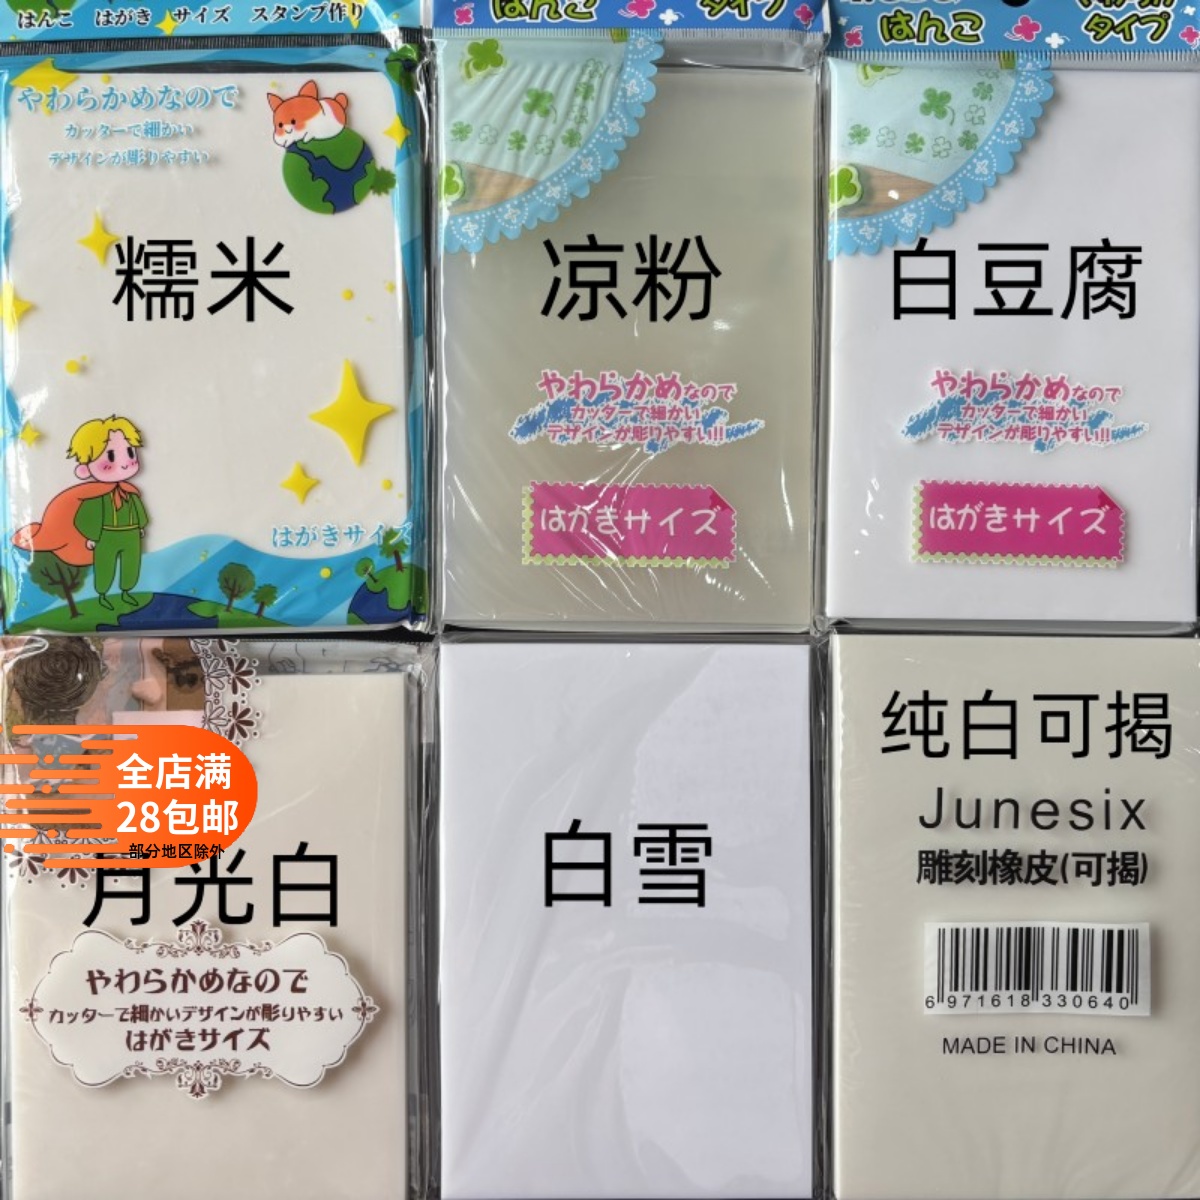 はんこ はがき サイズ スタンプ作り
やわらかめなので
カッターで細かい
デザインが彫りやすい
糯米
はがきサイズ
はんこ
タイプ
凉粉
やわらかめなので
カッターで細かい
デザインが彫りやすい!!
はがきサイズ
はんこ
タイプ
白豆腐
やわらかめなので
カッターで細かい
デザインが彫りやすい!!
はがきサイズ
全店满
28包邮
部分地区除外
月光白
やわらかめなので
カッターで細かいデザインが彫りやすい
はがきサイズ
白雪
纯白可揭
Junesix
雕刻橡皮(可揭)
6 971618 330640
MADE IN CHINA